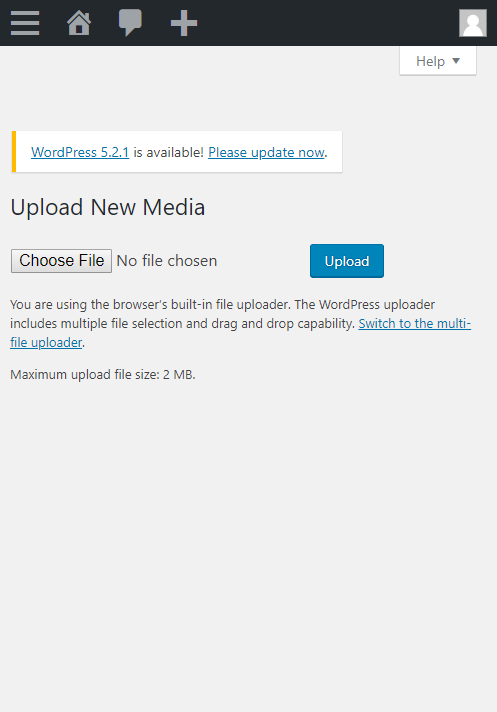 Help ▼
WordPress 5.2.1 is available! Please update now.
Upload New Media
Choose File No file chosen Upload
You are using the browser's built-in file uploader. The WordPress uploader
includes multiple file selection and drag and drop capability. Switch to the multi-
file uploader.
Maximum upload file size: 2 MB.